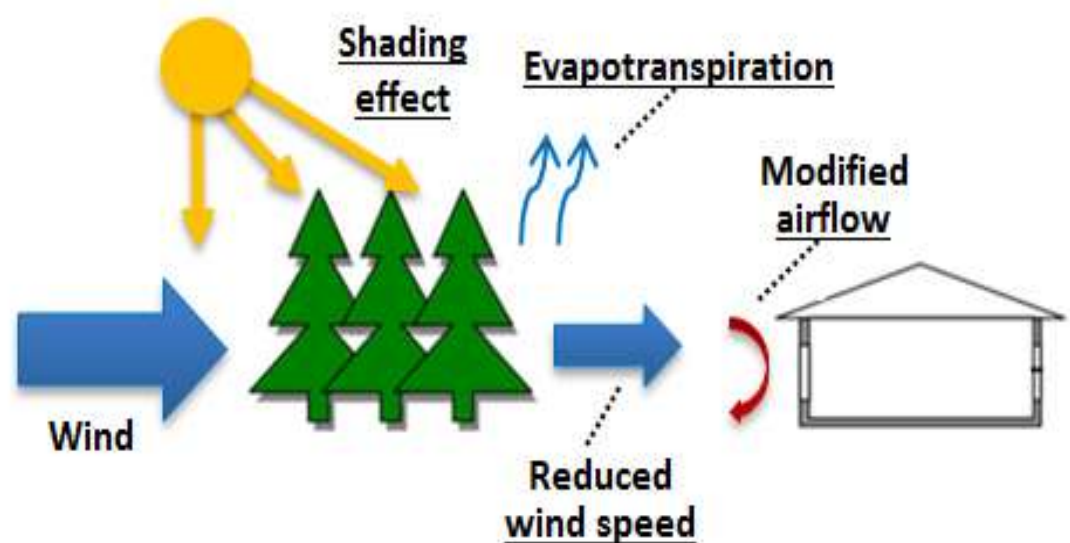 Shading
effect
Evapotranspiration
Modified
airflow
Wind
Reduced
wind speed